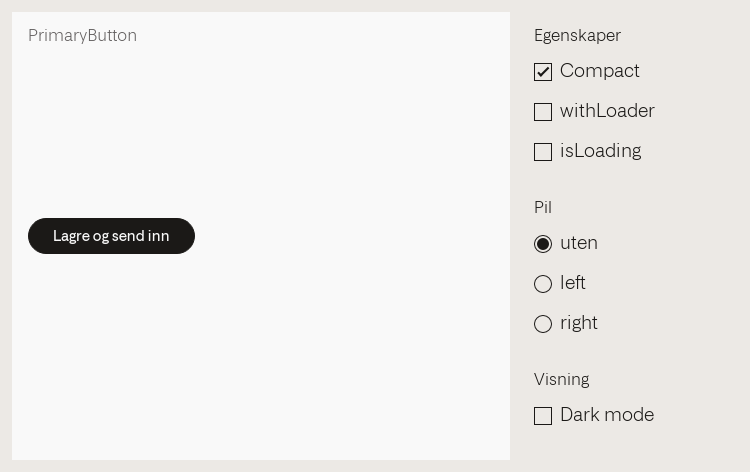 PrimaryButton
Lagre og send inn
Egenskaper
Compact
withLoader
isLoading
Pil
uten
left
right
Visning
Dark mode